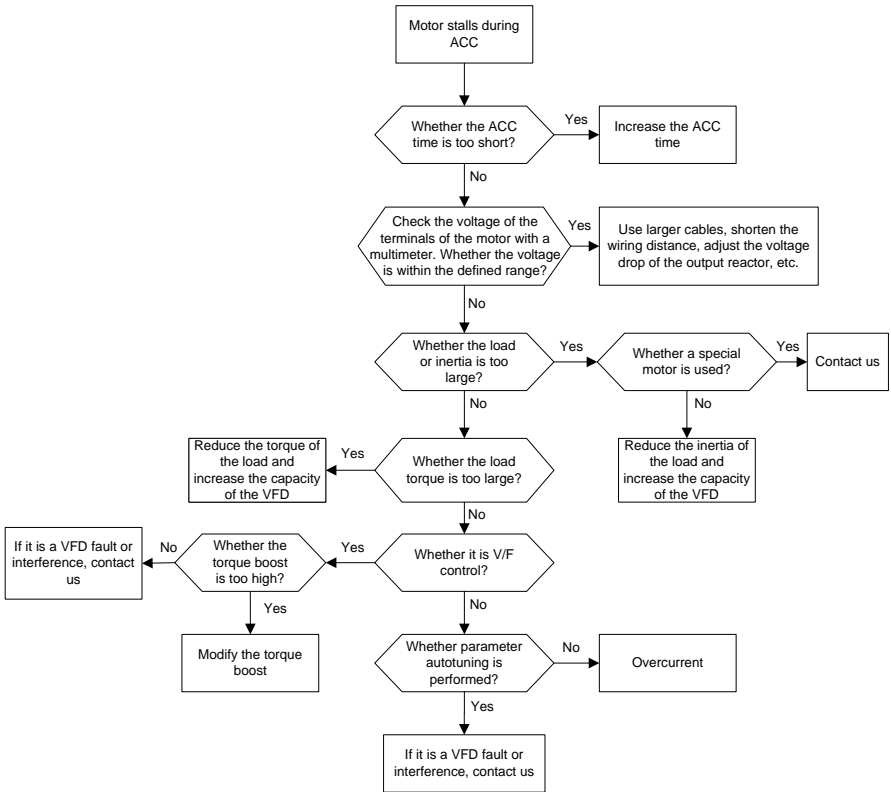 Motor stalls during
ACC
Whether the ACC
time is too short?
Yes
Increase the ACC
time
No
Check the voltage of the
terminals of the motor with a
multimeter. Whether the voltage
is within the defined range?
Yes
Use larger cables, shorten the
wiring distance, adjust the voltage
drop of the output reactor, etc.
No
Whether the load
or inertia is too
large?
Yes
Whether a special
motor is used?
Yes
Contact us
No
No
Reduce the inertia of
the load and
increase the capacity
of the VFD
Reduce the torque of
the load and
increase the capacity
of the VFD
Yes
Whether the load
torque is too large?
No
If it is a VFD fault or
interference, contact
us
No
Whether the
torque boost
is too high?
Yes
Whether it is V/F
control?
Yes
No
Modify the torque
boost
Whether parameter
autotuning is
performed?
No
Overcurrent
Yes
If it is a VFD fault or
interference, contact us